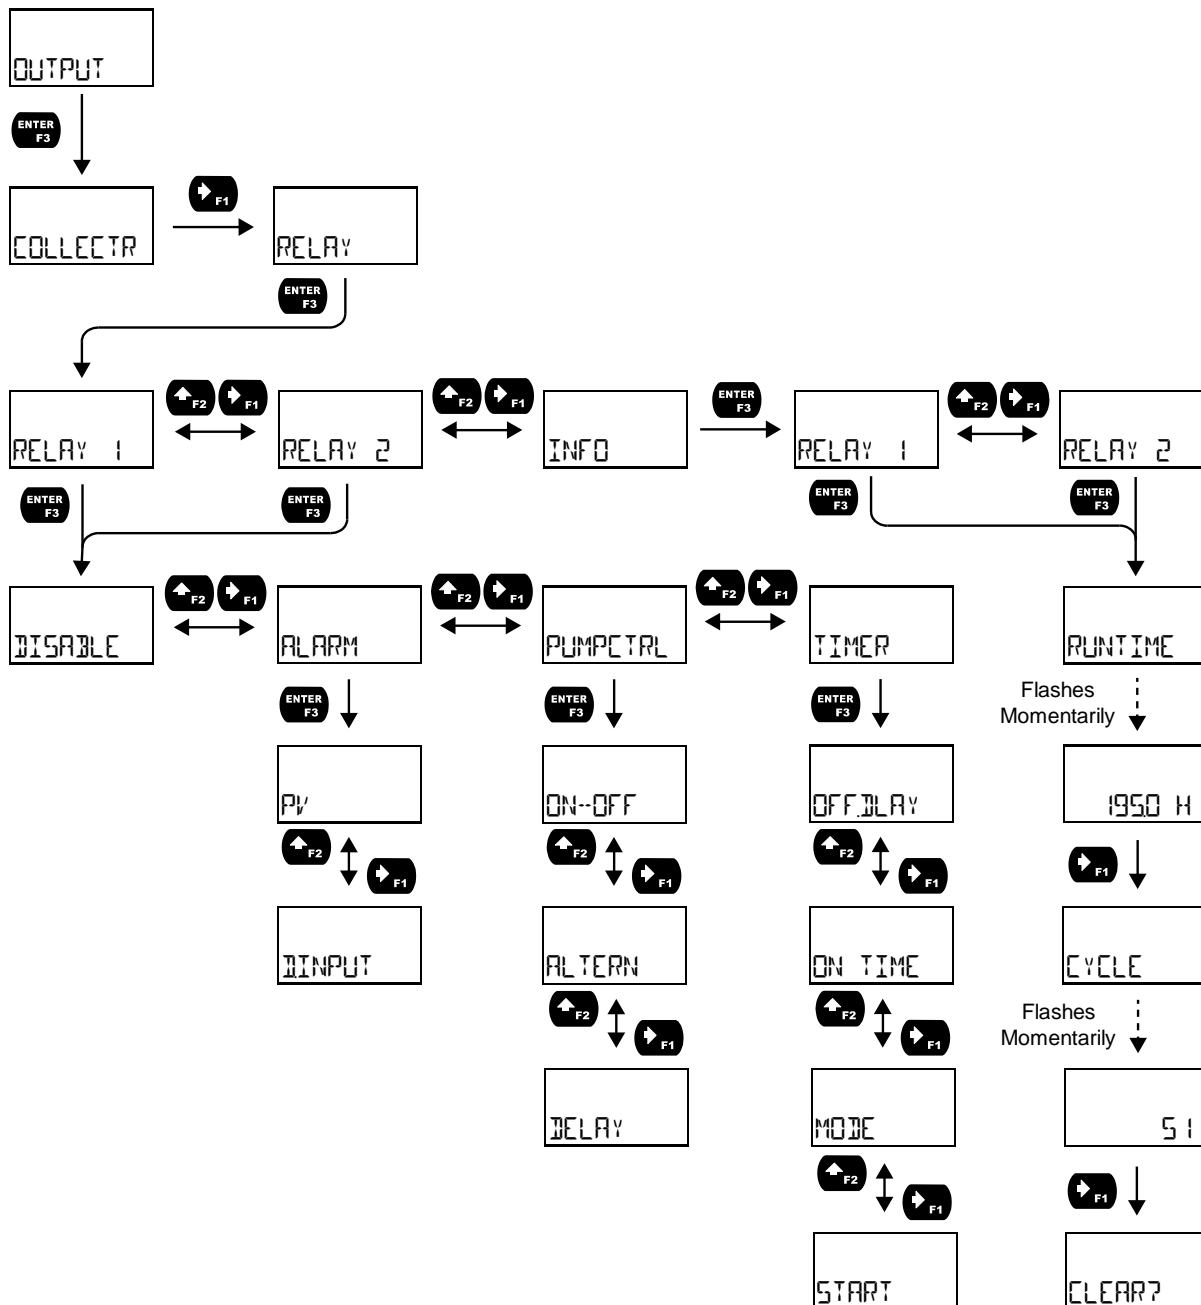 OUTPUT
ENTER
F3
COLLECTR
F1
RELAY
ENTER
F3
RELAY 1
F2
F1
RELAY 2
F2
F1
INFO
ENTER
F3
RELAY 1
F2
F1
RELAY 2
ENTER
F3
ENTER
F3
ENTER
F3
ENTER
F3
DISABLE
F2
F1
ALARM
F2
F1
PUMPCTRL
F2
F1
TIMER
RUNTIME
ENTER
F3
ENTER
F3
ENTER
F3
Flashes
Momentarily
PV
ON--OFF
OFF.DLAY
195.0 H
F2
F1
F2
F1
F2
F1
F1
D.INPUT
ALTERN
ON TIME
CYCLE
F2
F1
F2
F1
Flashes
Momentarily
DELAY
MODE
51
F2
F1
F1
START
CLEAR?